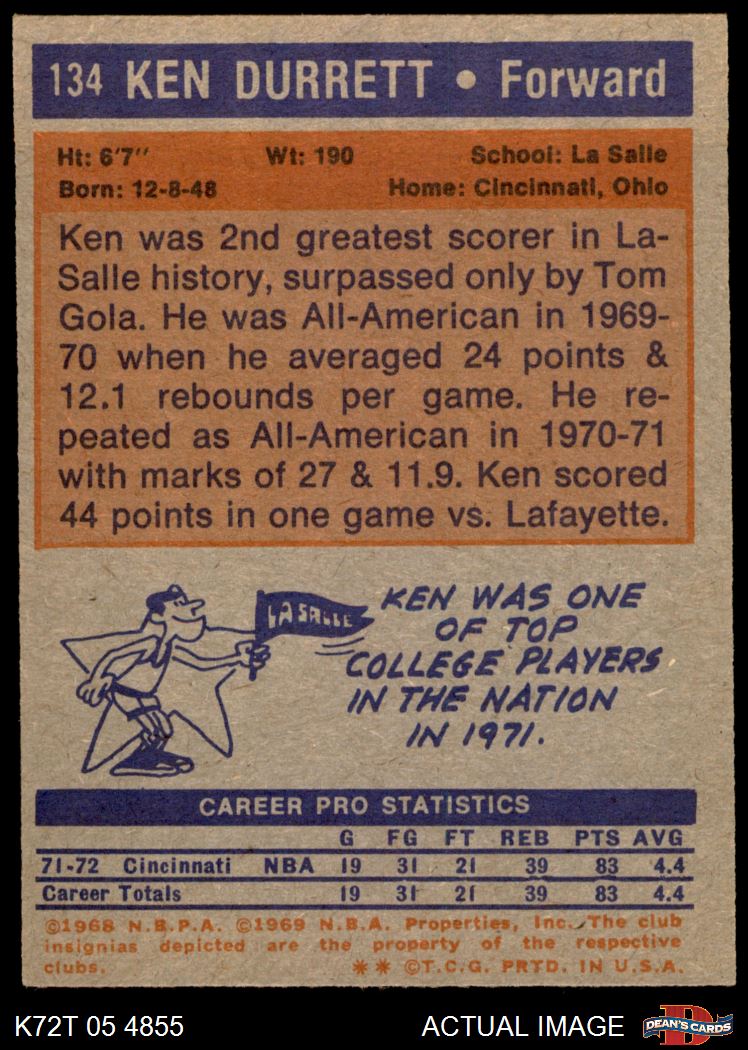 134 KEN DURRETT • Forward
Ht: 6'7" Wt: 190 School: La Salle
Born: 12-8-48 Home: Cincinnati, Ohio
Ken was 2nd greatest scorer in La-
Salle history, surpassed only by Tom
Gola. He was All-American in 1969-
70 when he averaged 24 points &
12.1 rebounds per game. He re-
peated as All-American in 1970-71
with marks of 27 & 11.9. Ken scored
44 points in one game vs. Lafayette.
LA SALLE
KEN WAS ONE
OF TOP
COLLEGE PLAYERS
IN THE NATION
IN 1971.
CAREER PRO STATISTICS
G FG FT REB PTS AVG
71-72 Cincinnati NBA 19 31 21 39 83 4.4
Career Totals 19 31 21 39 83 4.4
©1968 N.B.P.A. ©1969 N.B.A. Properties, Inc. The club
insignias depicted are the property of the respective
clubs. ** ©T.C.G. PRTD. IN U.S.A.
K72T 05 4855 ACTUAL IMAGE D DEAN'S CARDS